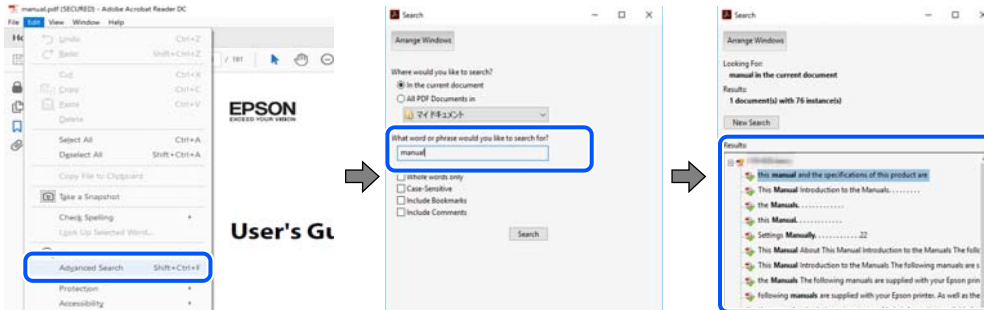 manual.pdf (SECURED) - Adobe Acrobat Reader DC
File Edit View Window Help
Undo Ctrl+Z
Redo Shift+Ctrl+Z
Cut Ctrl+X
Copy Ctrl+C
Paste Ctrl+V
Delete
Select All Ctrl+A
Deselect All Shift+Ctrl+A
Copy File to Clipboard
Take a Snapshot
Check Spelling
Look Up Selected Word...
Advanced Search Shift+Ctrl+F
Protection
Accessibility
/ 181
EPSON
EXCEED YOUR VISION
User's Gu
Search
Arrange Windows
Where would you like to search?
In the current document
All PDF Documents in
マイ ドキュメント
What word or phrase would you like to search for?
manual
Whole words only
Case-Sensitive
Include Bookmarks
Include Comments
Search
Search
Arrange Windows
Looking For:
manual in the current document
Results:
1 document(s) with 76 instance(s)
New Search
Results:
this manual and the specifications of this product are
This Manual Introduction to the Manuals. . . . . . . . .
the Manuals. . . . . . . . . . . . .
this Manual. . . . . . . . . . . . .
Settings Manually. . . . . . . . . . . . 22
This Manual About This Manual Introduction to the Manuals The follo
This Manual Introduction to the Manuals The following manuals are s
the Manuals The following manuals are supplied with your Epson prin
following manuals are supplied with your Epson printer. As well as the